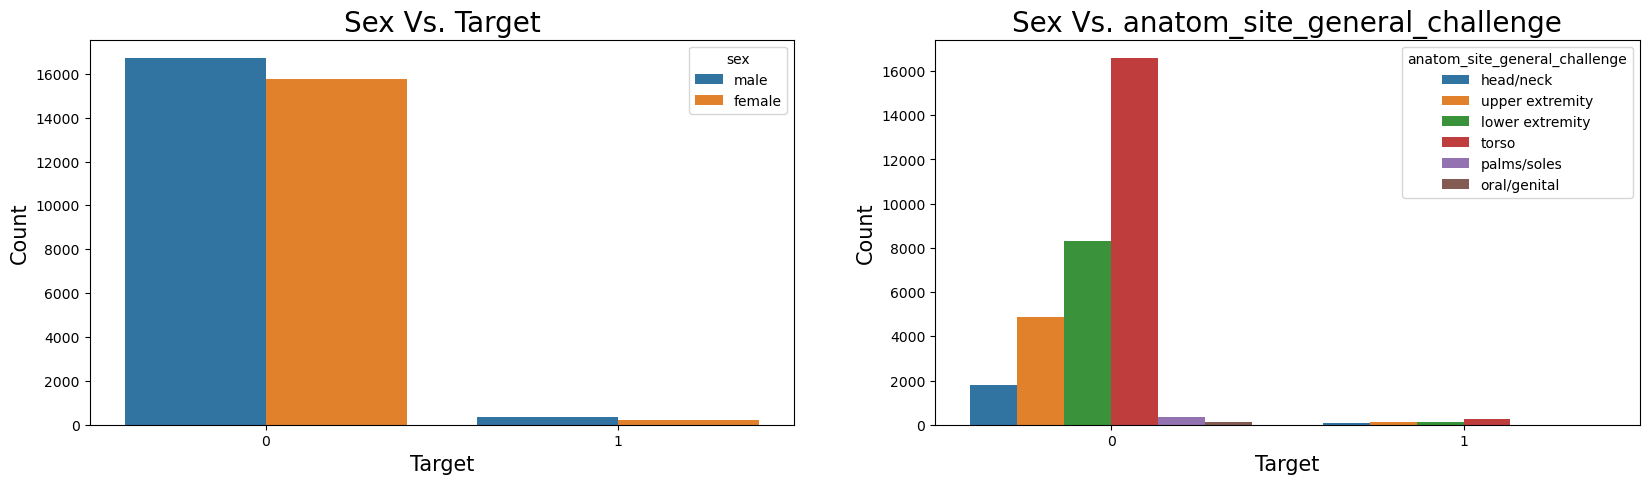 Sex Vs. Target
Count
16000
14000
12000
10000
8000
6000
4000
2000
0
sex
male
female
0
1
Target
Sex Vs. anatom_site_general_challenge
Count
16000
14000
12000
10000
8000
6000
4000
2000
0
anatom_site_general_challenge
head/neck
upper extremity
lower extremity
torso
palms/soles
oral/genital
0
1
Target